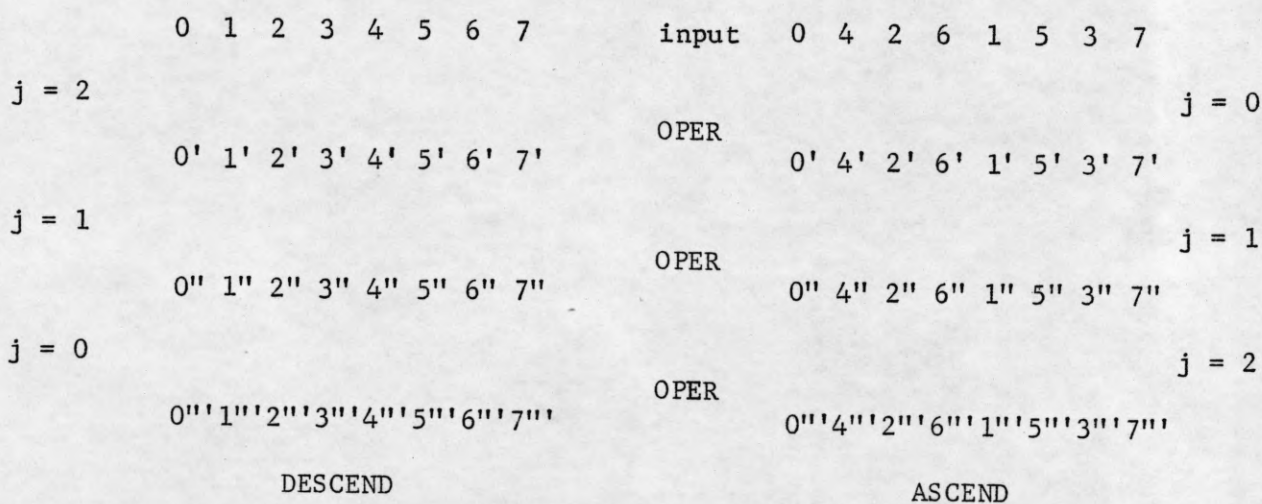 0 1 2 3 4 5 6 7
j = 2
0' 1' 2' 3' 4' 5' 6' 7'
j = 1
0" 1" 2" 3" 4" 5" 6" 7"
j = 0
0"'1"'2"'3"'4"'5"'6"'7"'
DESCEND
input 0 4 2 6 1 5 3 7
j = 0
OPER
0' 4' 2' 6' 1' 5' 3' 7'
j = 1
OPER
0" 4" 2" 6" 1" 5" 3" 7"
j = 2
OPER
0"'4"'2"'6"'1"'5"'3"'7"'
ASCEND